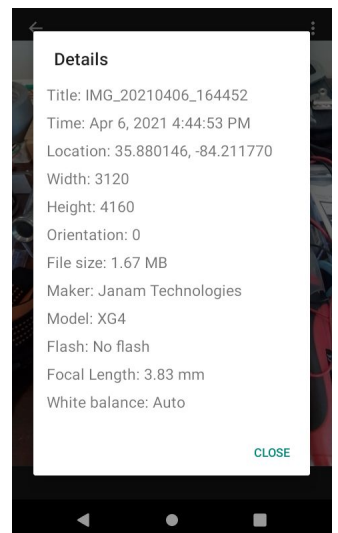 Details
Title: IMG_20210406_164452
Time: Apr 6, 2021 4:44:53 PM
Location: 35.880146, -84.211770
Width: 3120
Height: 4160
Orientation: 0
File size: 1.67 MB
Maker: Janam Technologies
Model: XG4
Flash: No flash
Focal Length: 3.83 mm
White balance: Auto
CLOSE